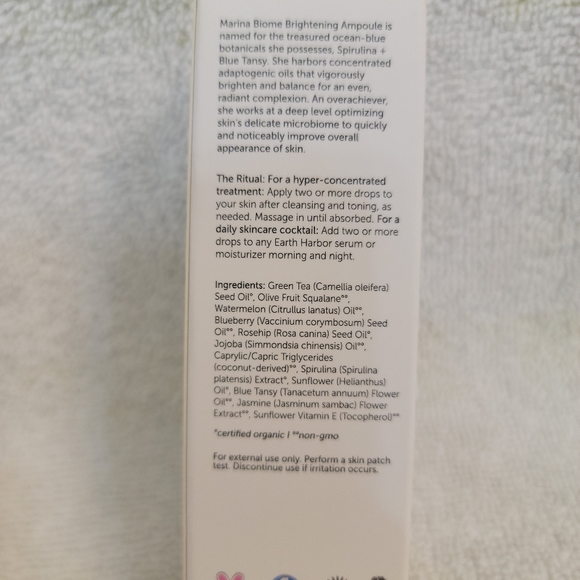 Marina Biome Brightening Ampoule is
named for the treasured ocean-blue
botanicals she possesses, Spirulina +
Blue Tansy. She harbors concentrated
adaptogenic oils that vigorously
brighten and balance for an even,
radiant complexion. An overachiever,
she works at a deep level optimizing
skin's delicate microbiome to quickly
and noticeably improve overall
appearance of skin.
The Ritual: For a hyper-concentrated
treatment: Apply two or more drops to
your skin after cleansing and toning, as
needed. Massage in until absorbed. For a
daily skincare cocktail: Add two or more
drops to any Earth Harbor serum or
moisturizer morning and night.
Ingredients: Green Tea (Camellia oleifera)
Seed Oil*, Olive Fruit Squalane**,
Watermelon (Citrullus lanatus) Oil**,
Blueberry (Vaccinium corymbosum) Seed
Oil**, Rosehip (Rosa canina) Seed Oil*,
Jojoba (Simmondsia chinensis) Oil**,
Caprylic/Capric Triglycerides
(coconut-derived)**, Spirulina (Spirulina
platensis) Extract*, Sunflower (Helianthus)
Oil*, Blue Tansy (Tanacetum annuum) Flower
Oil**, Jasmine (Jasminum sambac) Flower
Extract**, Sunflower Vitamin E (Tocopherol)**
*certified organic | **non-gmo
For external use only. Perform a skin patch
test. Discontinue use if irritation occurs.